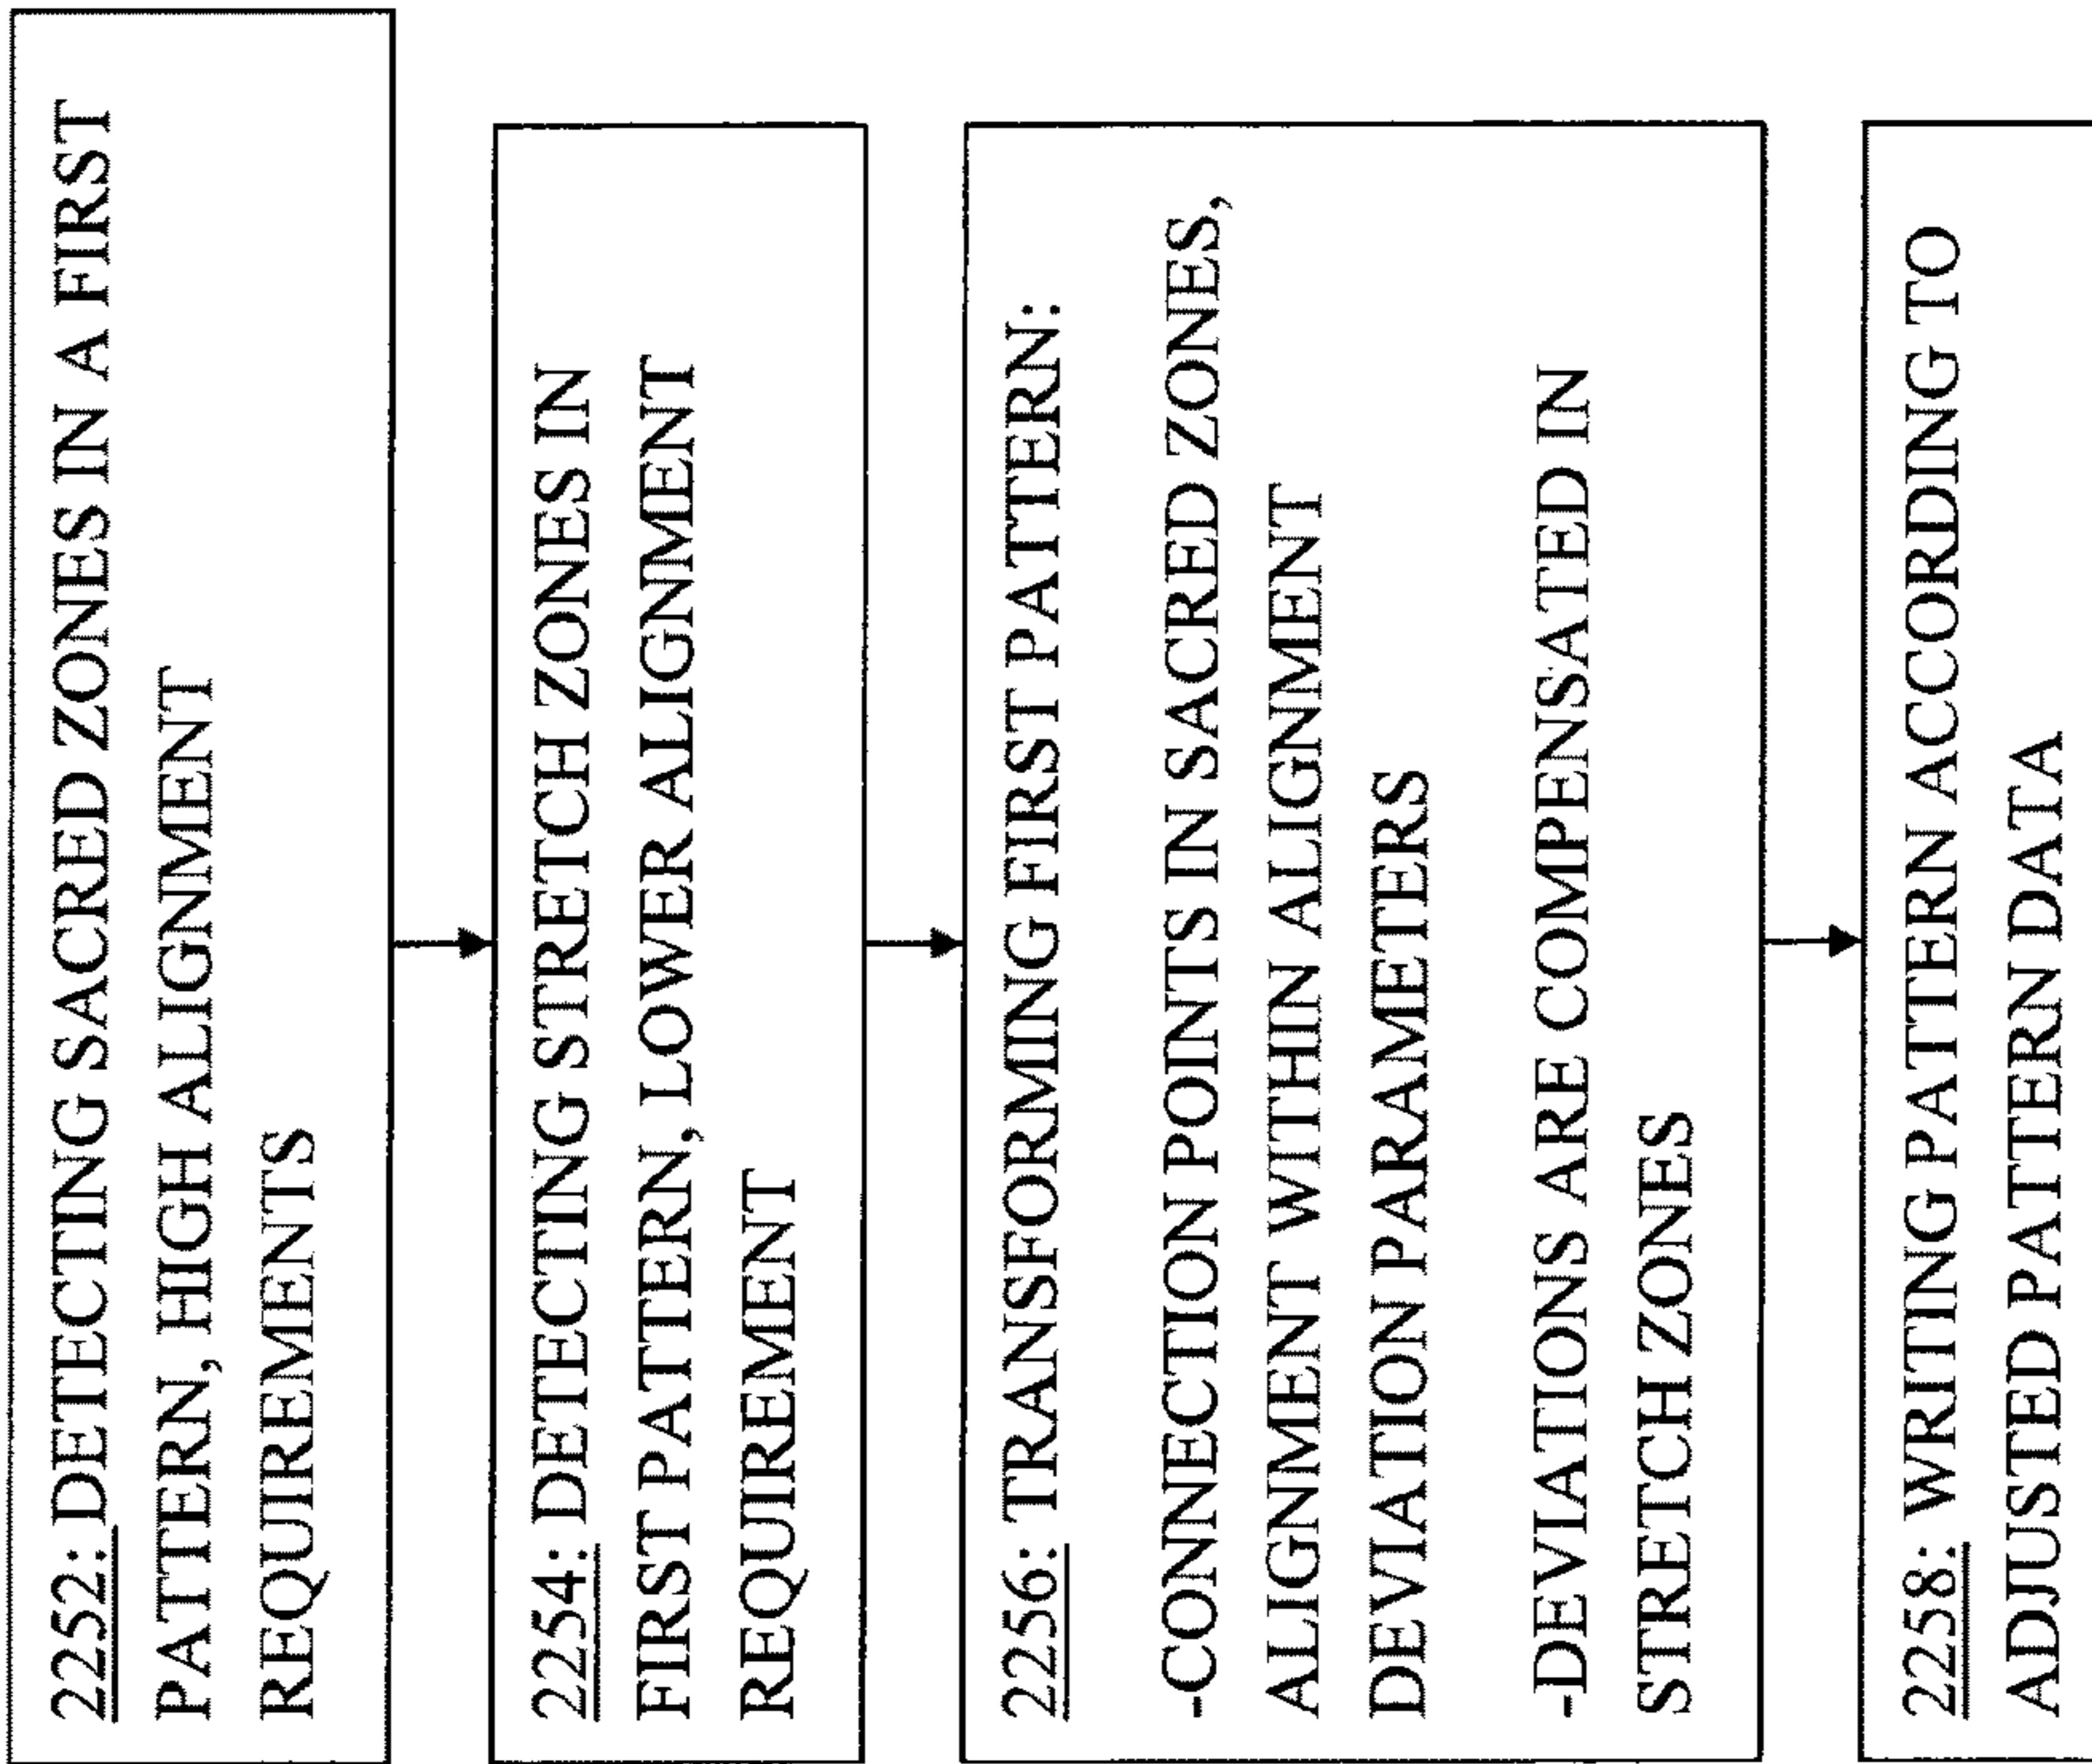 2252: DETECTING SACRED ZONES IN A FIRST
PATTERN, HIGH ALIGNMENT
REQUIREMENTS
2254: DETECTING STRETCH ZONES IN
FIRST PATTERN, LOWER ALIGNMENT
REQUIREMENT
2256: TRANSFORMING FIRST PATTERN:
-CONNECTION POINTS IN SACRED ZONES,
ALIGNMENT WITHIN ALIGNMENT
DEVIATION PARAMETERS
-DEVIATIONS ARE COMPENSATED IN
STRETCH ZONES
2258: WRITING PATTERN ACCORDING TO
ADJUSTED PATTERN DATA